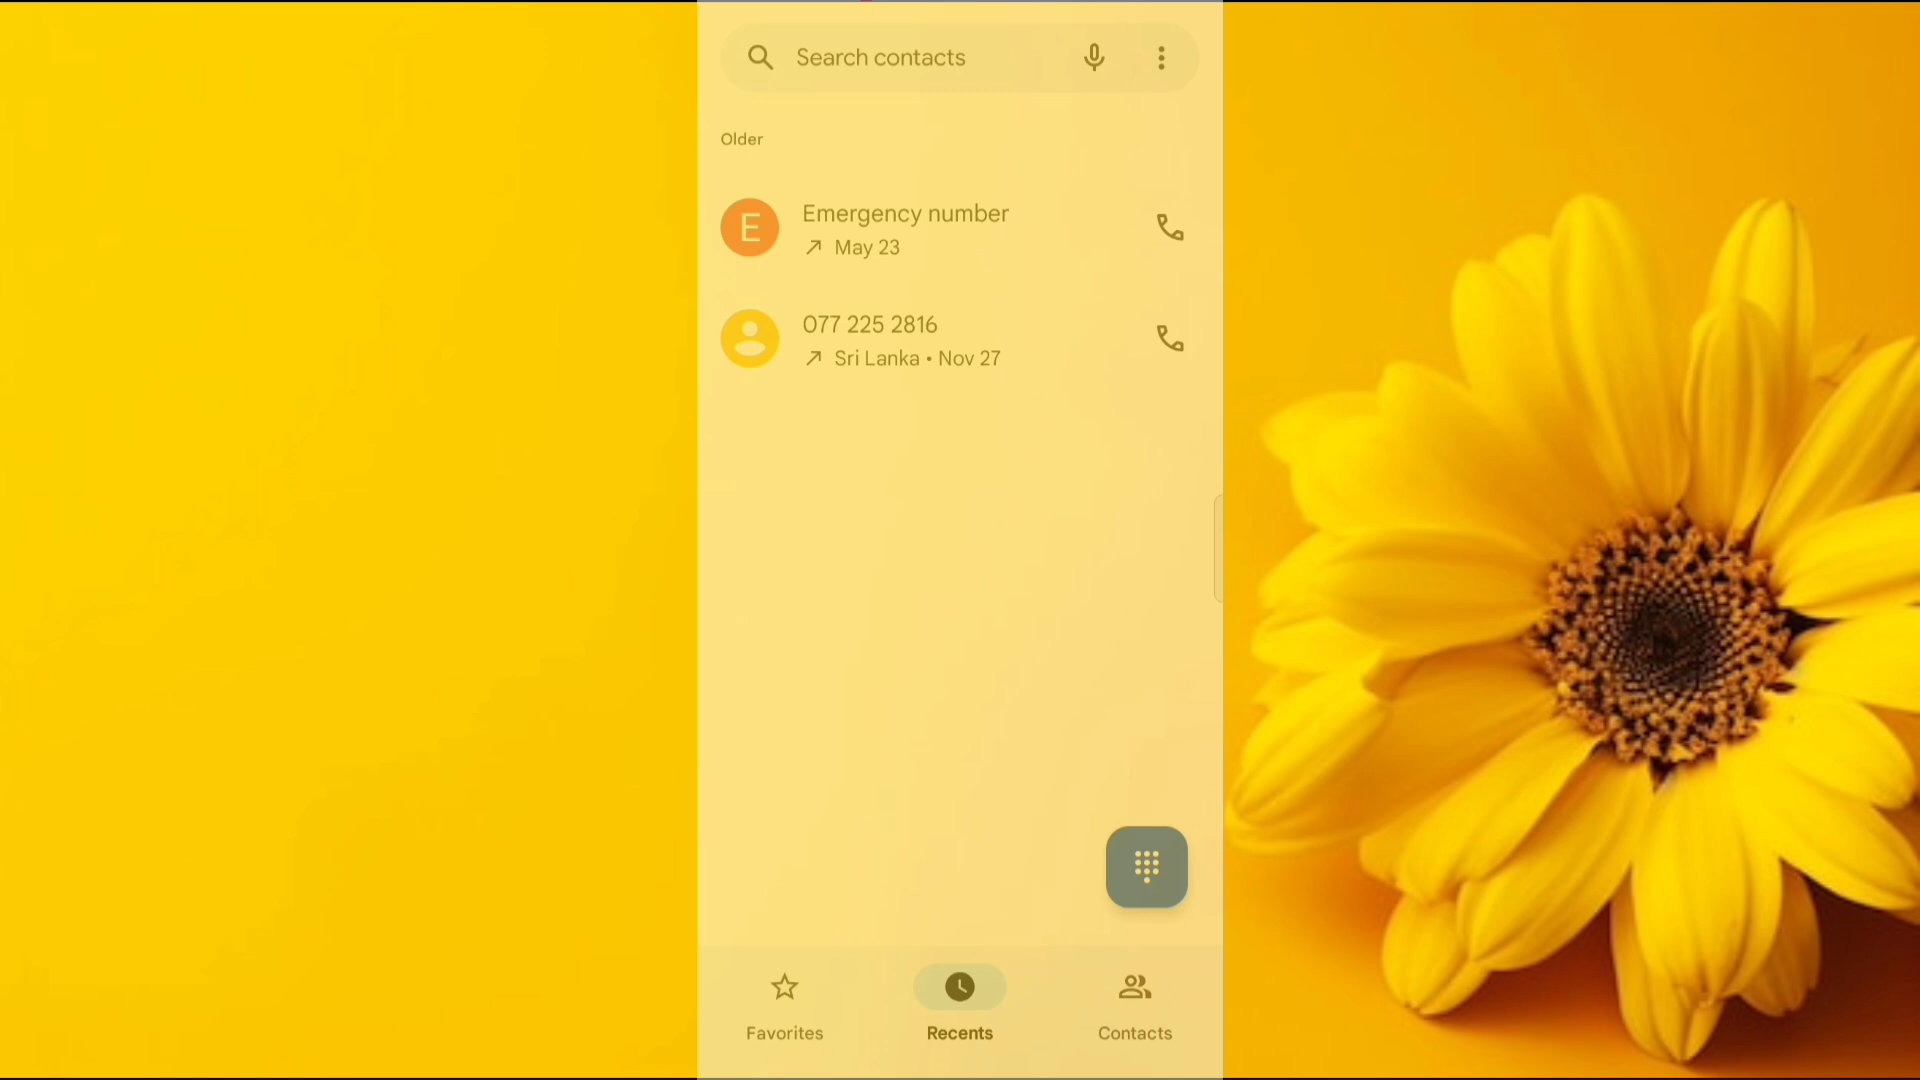 Search contacts
Older
E
Emergency number
May 23
077 225 2816
Sri Lanka • Nov 27
Favorites
Recents
Contacts